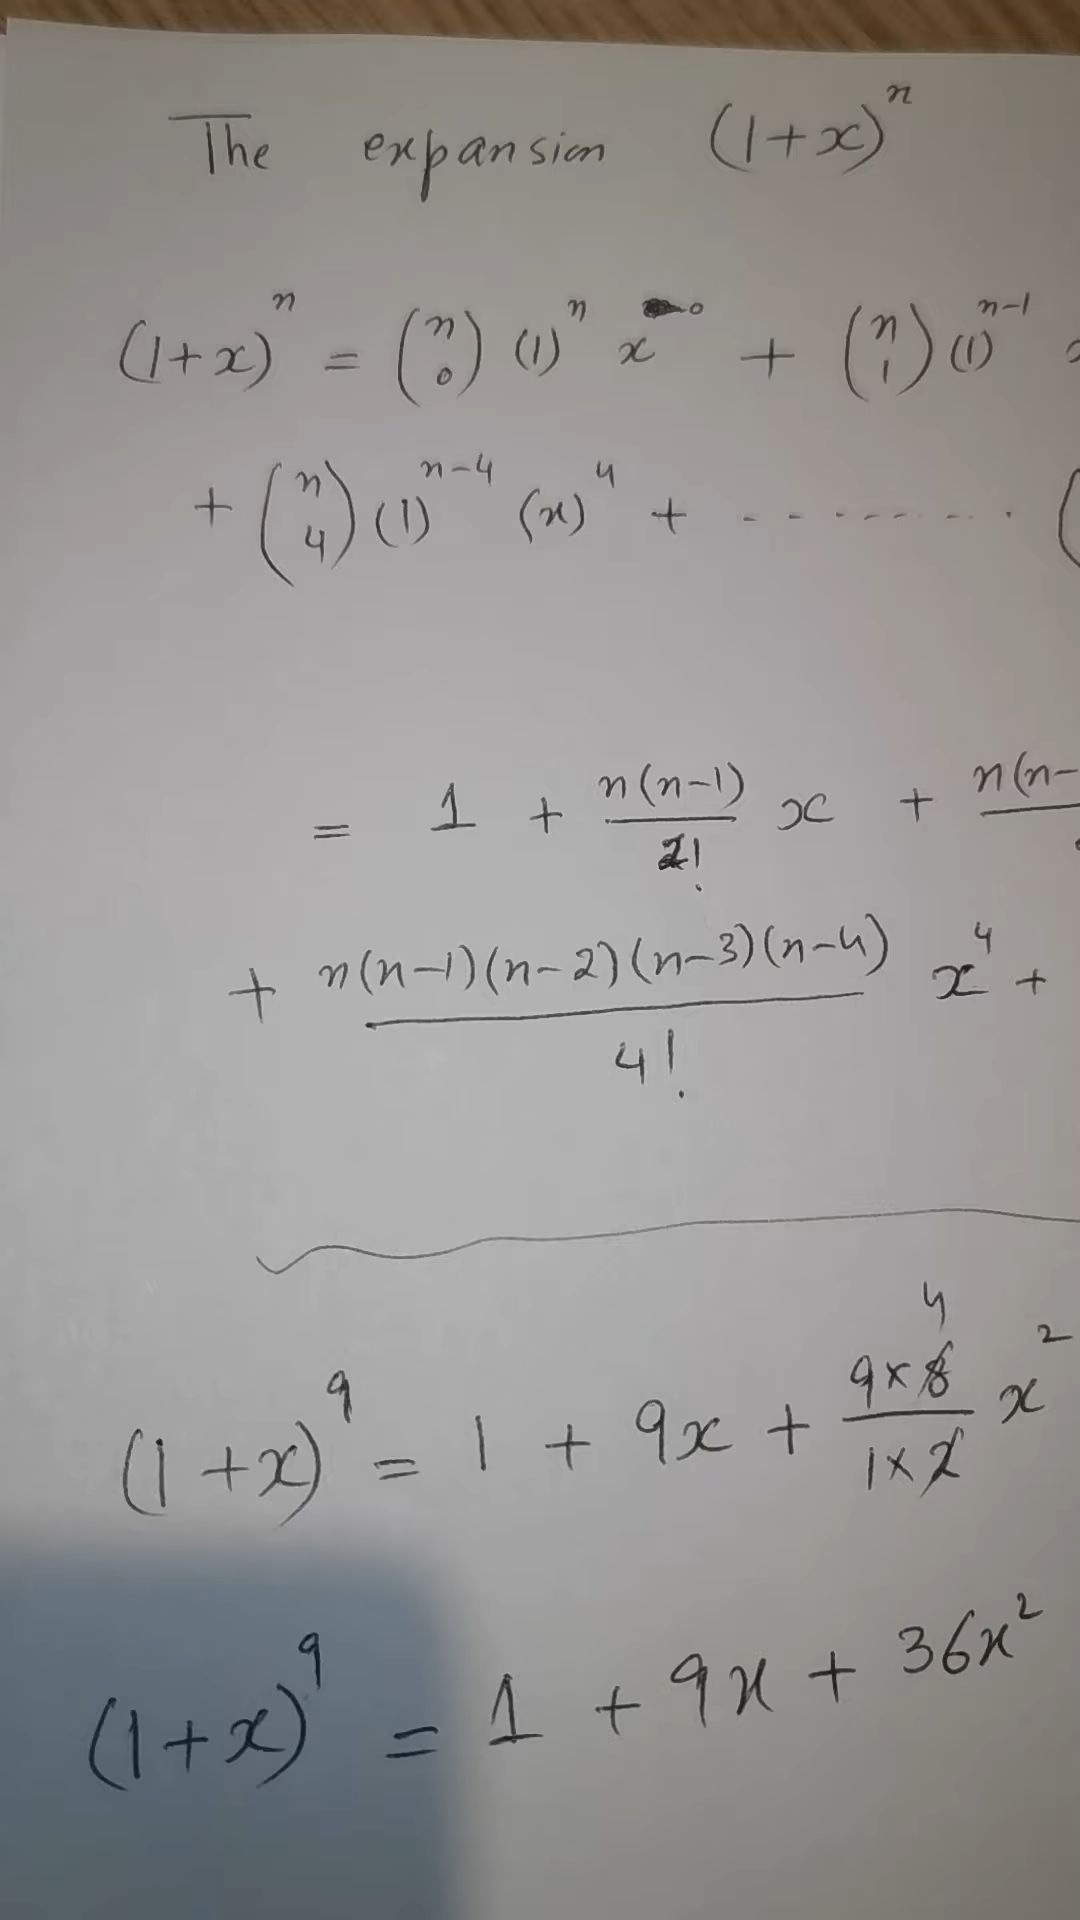 The expansion (1+x)^n
(1+x)^n = (n 0) (1)^n x^0 + (n 1) (1)^n-1
+ (n 4) (1)^n-4 (x)^4 + - - - - - - - - - (
= 1 + n(n-1)/2! x + n(n-
+ n(n-1)(n-2)(n-3)(n-4)/4! x^4 +
(1+x)^9 = 1 + 9x + 9×8/1×2 x^2
4
(1+x)^9 = 1 + 9x + 36x^2